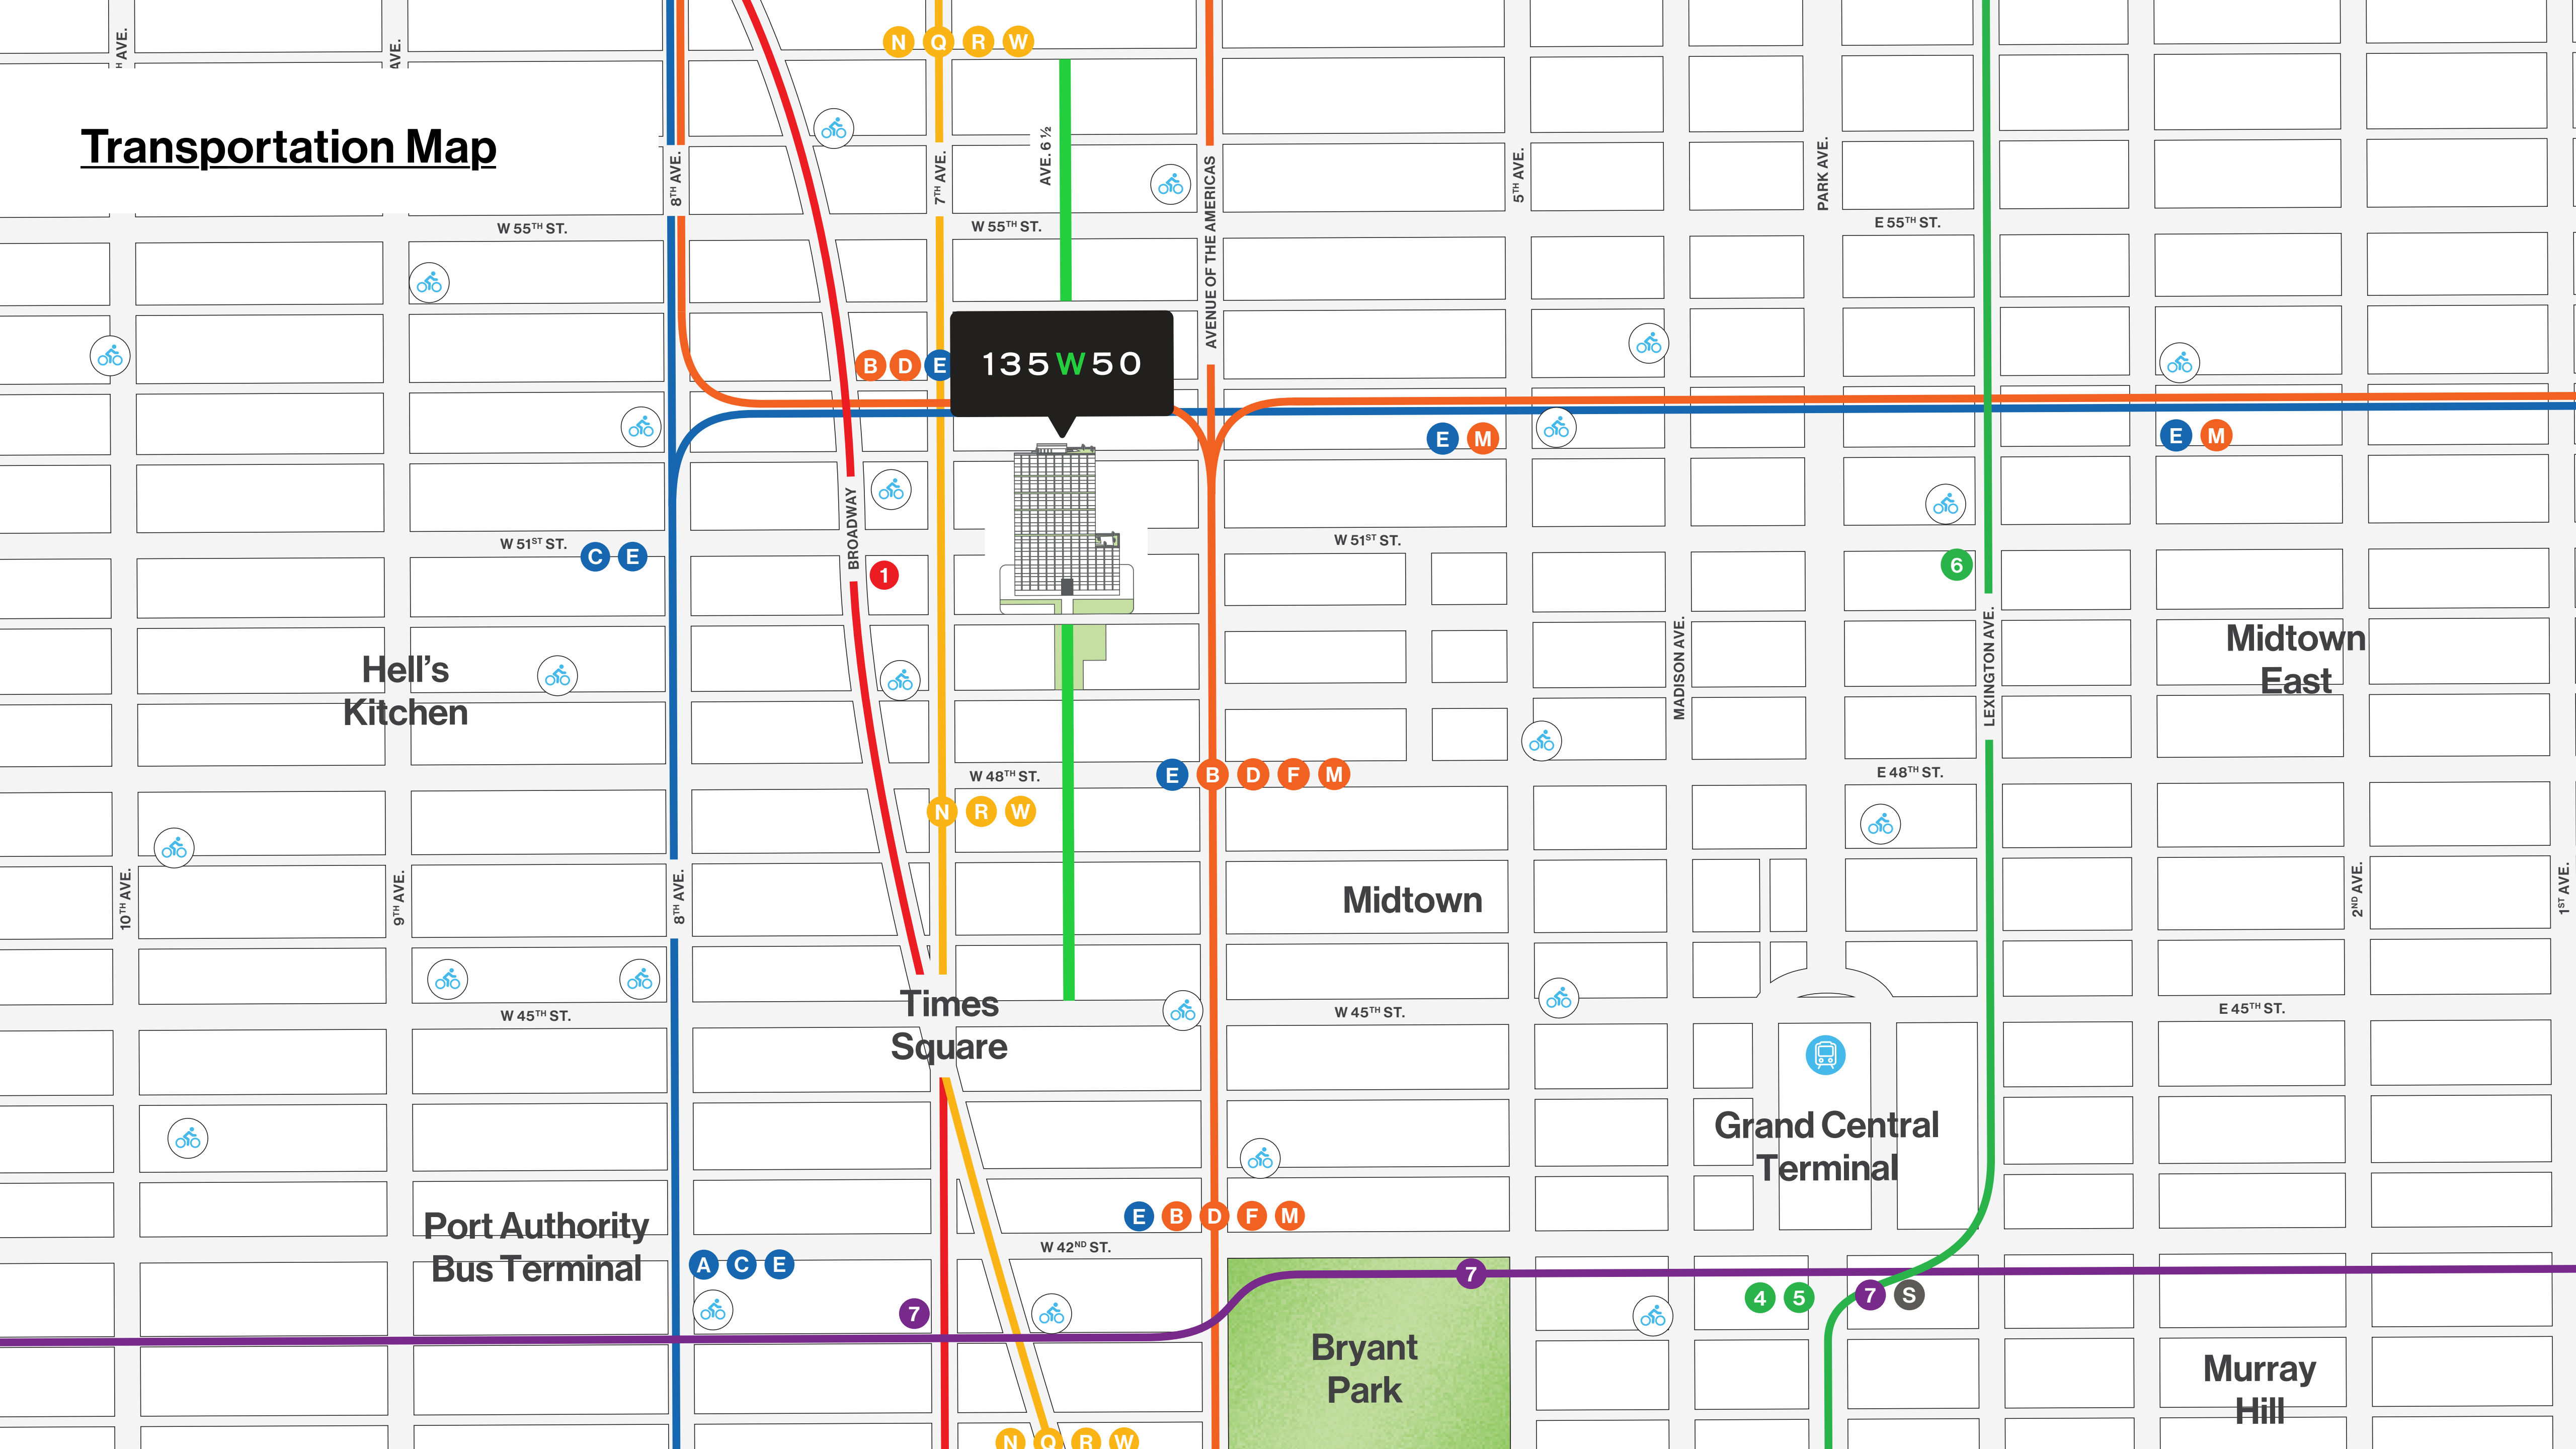 H AVE.
AVE.
N Q R W
Transportation Map
8TH AVE.
7TH AVE.
AVE. 6 ½
AVENUE OF THE AMERICAS
5TH AVE.
PARK AVE.
W 55TH ST.
W 55TH ST.
E 55TH ST.
B D E
135W50
E M
E M
W 51ST ST.
C E
BROADWAY
1
W 51ST ST.
6
Hell's
Kitchen
MADISON AVE.
LEXINGTON AVE.
Midtown
East
W 48TH ST.
E B D F M
E 48TH ST.
N R W
10TH AVE.
9TH AVE.
8TH AVE.
Midtown
2ND AVE.
1ST AVE.
Times
Square
W 45TH ST.
W 45TH ST.
E 45TH ST.
Grand Central
Terminal
Port Authority
Bus Terminal
E B D F M
W 42ND ST.
A C E
7
7
4 5
7 S
Bryant
Park
Murray
Hill
N Q R W